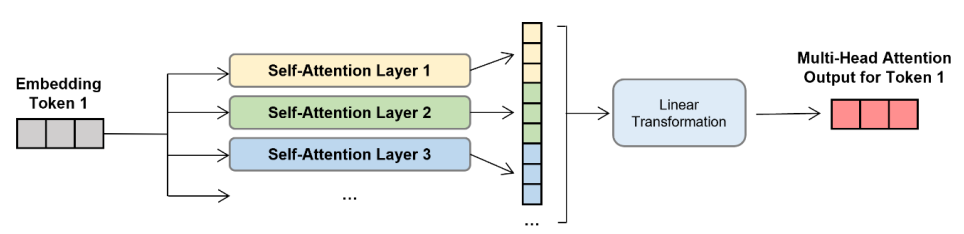 Embedding
Token 1
Self-Attention Layer 1
Self-Attention Layer 2
Self-Attention Layer 3
...
...
Linear
Transformation
Multi-Head Attention
Output for Token 1